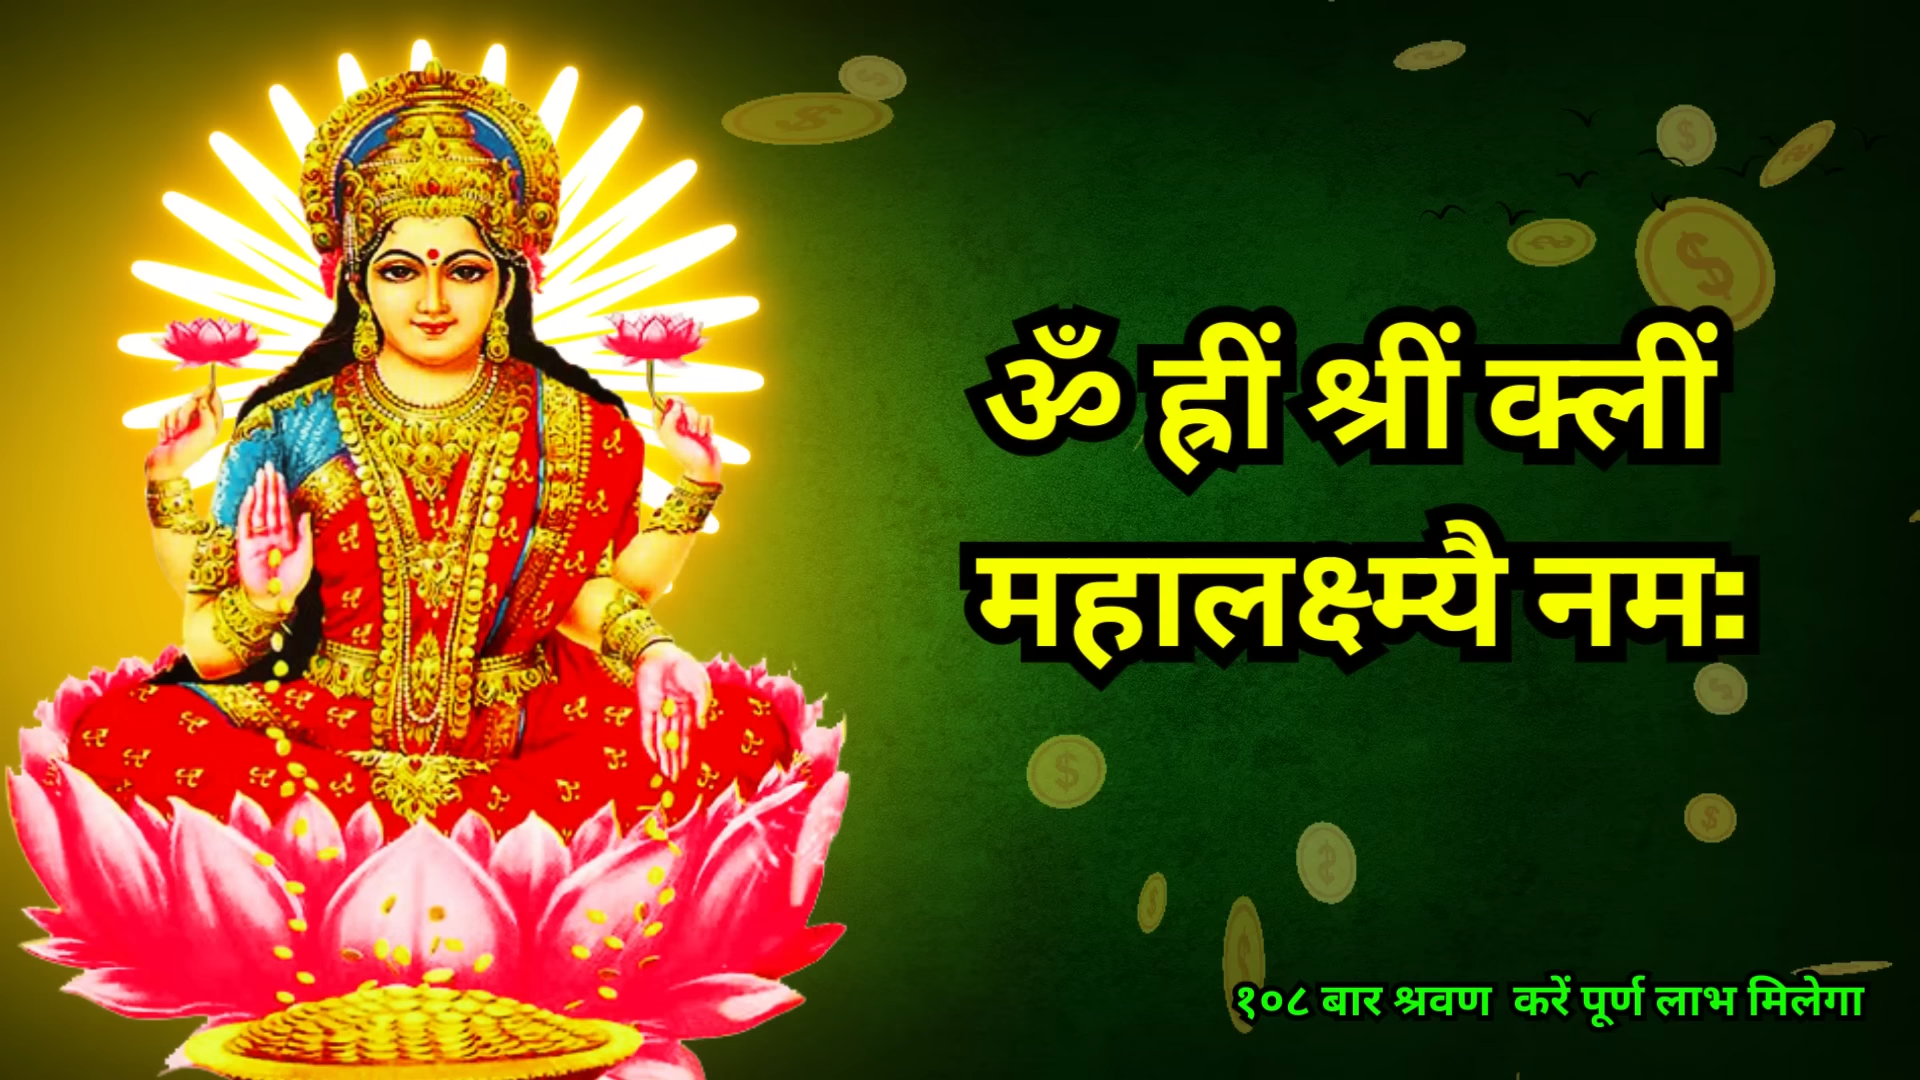 ॐ ह्रीं श्रीं क्लीं
महालक्ष्म्यै नम:
१०८ बार श्रवण करें पूर्ण लाभ मिलेगा